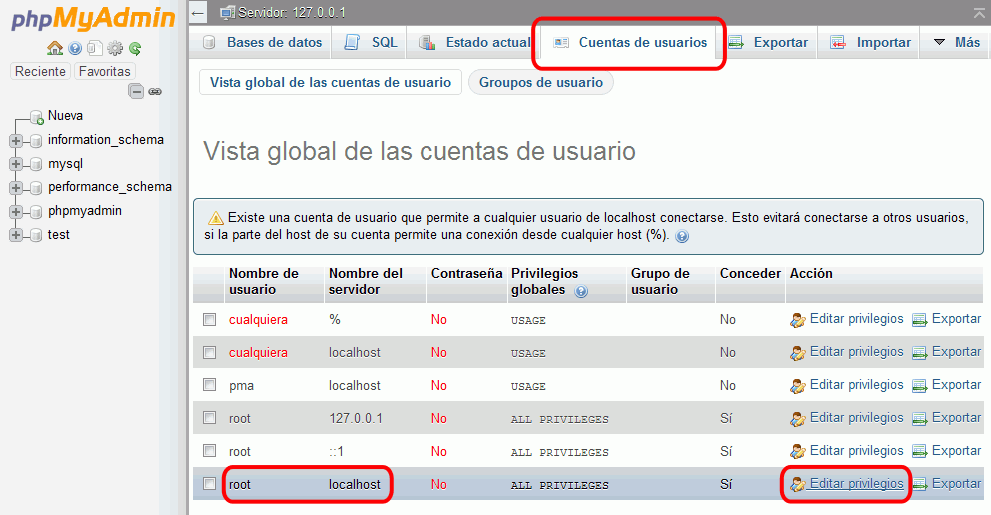 phpMyAdmin
Servidor: 127.0.0.1
Bases de datos SQL Estado actual Cuentas de usuarios Exportar Importar Más
Reciente Favoritas
Vista global de las cuentas de usuario Groupos de usuario
Nueva
information_schema
mysql
performance_schema
phpmyadmin
test
Vista global de las cuentas de usuario
Existe una cuenta de usuario que permite a cualquier usuario de localhost conectarse. Esto evitará conectarse a otros usuarios,
si la parte del host de su cuenta permite una conexión desde cualquier host (%).
Nombre de usuario Nombre del servidor Contraseña Privilegios globales Grupo de usuario Conceder Acción
cualquiera % No USAGE No Editar privilegios Exportar
cualquiera localhost No USAGE No Editar privilegios Exportar
pma localhost No USAGE No Editar privilegios Exportar
root 127.0.0.1 No ALL PRIVILEGES Sí Editar privilegios Exportar
root ::1 No ALL PRIVILEGES Sí Editar privilegios Exportar
root localhost No ALL PRIVILEGES Sí Editar privilegios Exportar